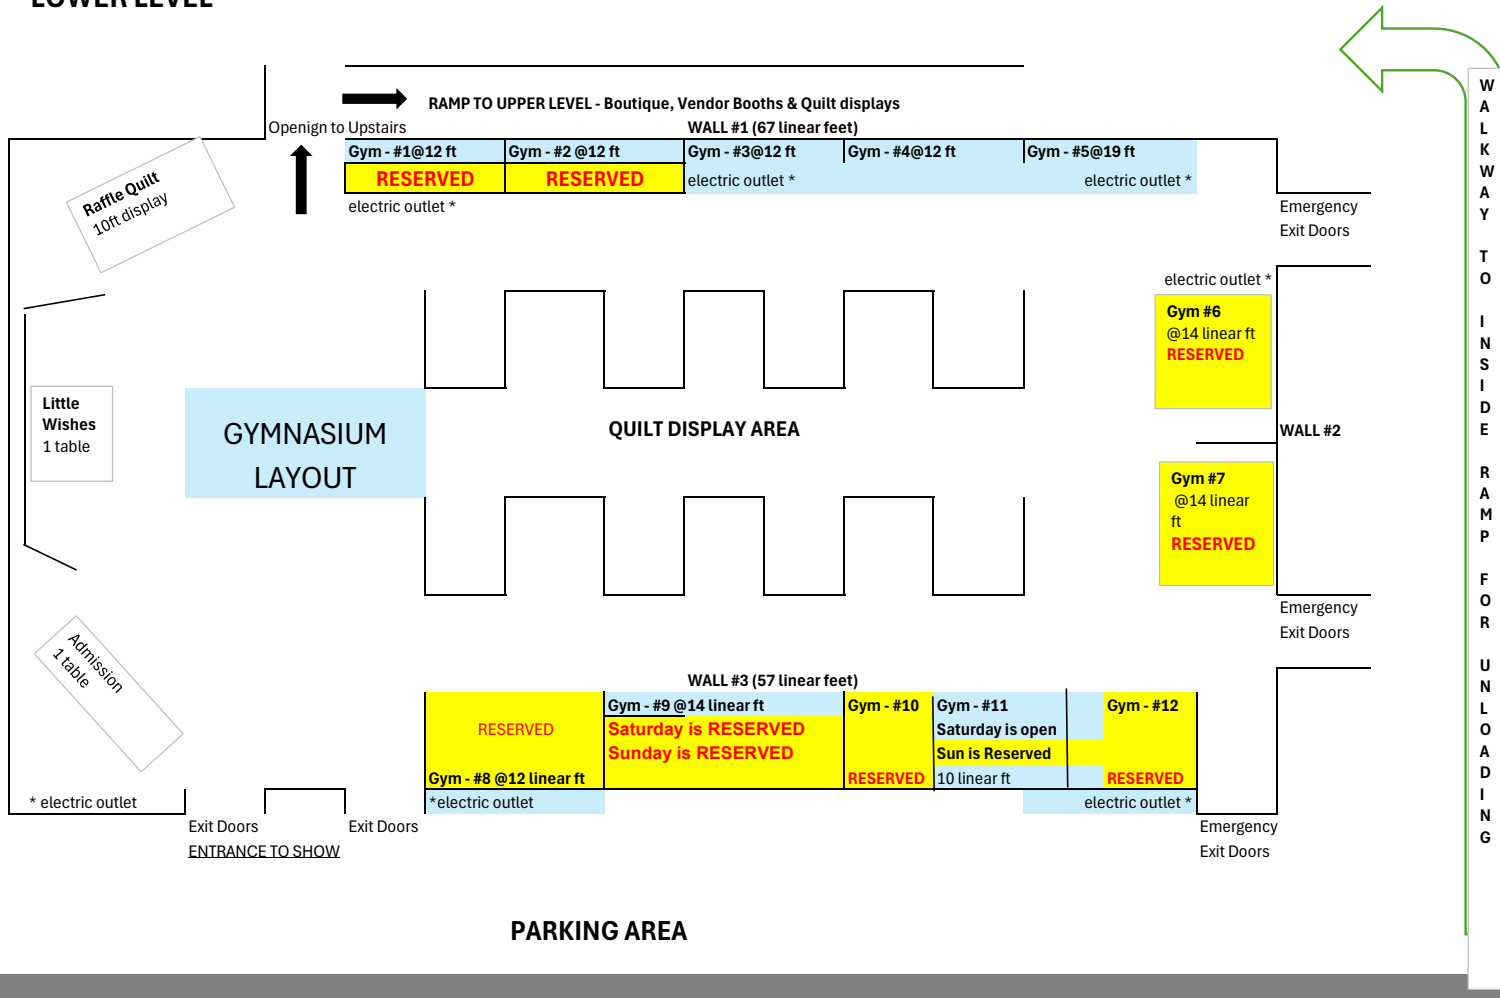 LOWER LEVEL
RAMP TO UPPER LEVEL - Boutique, Vendor Booths & Quilt displays
Openign to Upstairs
WALL #1 (67 linear feet)
Gym - #1@12 ft
Gym - #2 @12 ft
Gym - #3@12 ft
Gym - #4@12 ft
Gym - #5@19 ft
RESERVED
RESERVED
electric outlet *
electric outlet *
electric outlet *
Raffle Quilt
10ft display
Emergency
Exit Doors
electric outlet *
Gym #6
@14 linear ft
RESERVED
Little
Wishes
1 table
GYMNASIUM
LAYOUT
QUILT DISPLAY AREA
WALL #2
Gym #7
@14 linear
ft
RESERVED
Emergency
Exit Doors
Admission
1 table
WALL #3 (57 linear feet)
RESERVED
Gym - #8 @12 linear ft
Gym - #9 @14 linear ft
Saturday is RESERVED
Sunday is RESERVED
Gym - #10
RESERVED
Gym - #11
Saturday is open
Sun is Reserved
10 linear ft
Gym - #12
RESERVED
* electric outlet
*electric outlet
electric outlet *
Exit Doors
Exit Doors
ENTRANCE TO SHOW
Emergency
Exit Doors
PARKING AREA
WALKWAY TO INSIDE RAMP FOR UNLOADING